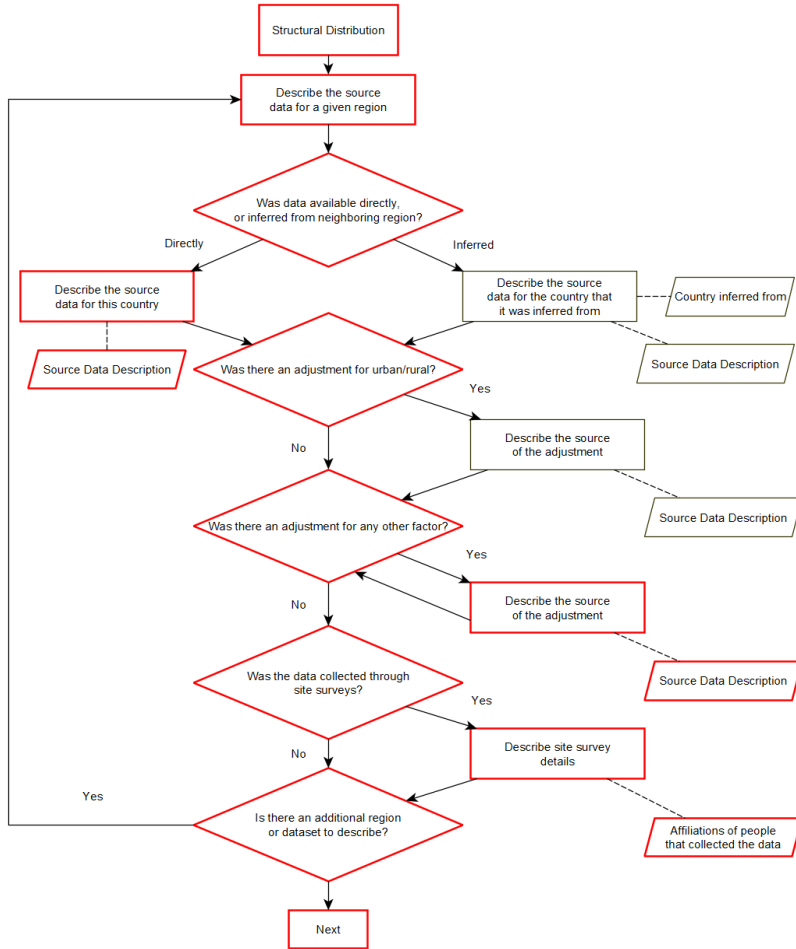 Structural Distribution
Describe the source
data for a given region
Was data available directly,
or inferred from neighboring region?
Directly
Inferred
Describe the source
data for this country
Describe the source
data for the country that
it was inferred from
Country inferred from
Source Data Description
Source Data Description
Was there an adjustment for urban/rural?
Yes
No
Describe the source
of the adjustment
Source Data Description
Was there an adjustment for any other factor?
Yes
No
Describe the source
of the adjustment
Source Data Description
Was the data collected through
site surveys?
Yes
No
Describe site survey
details
Yes
Is there an additional region
or dataset to describe?
Affiliations of people
that collected the data
Next